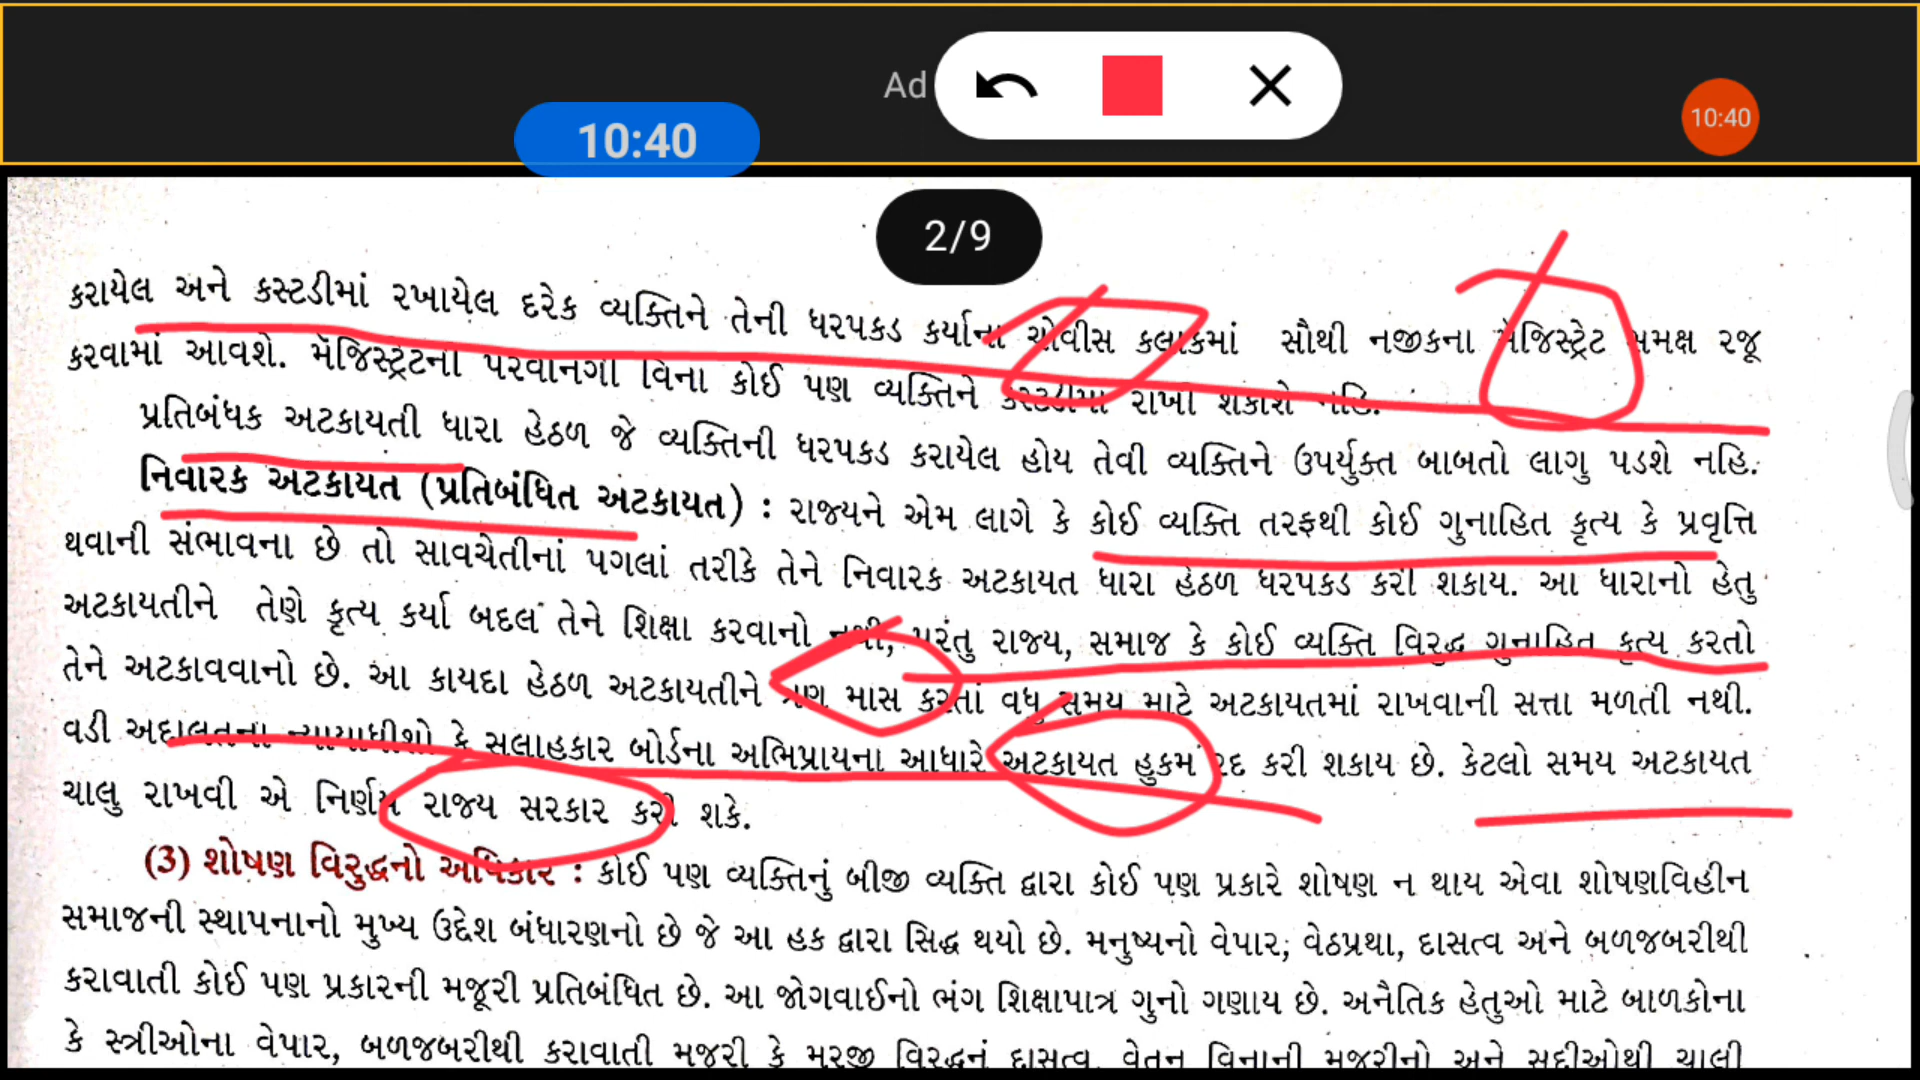 Ad
10:40
10:40
2/9
કરાયેલ અને કસ્ટડીમાં રખાયેલ દરેક વ્યક્તિને તેની ધરપકડ કર્યાના ચોવીસ કલાકમાં સૌથી નજીકના મૅજિસ્ટ્રેટ સમક્ષ રજૂ
કરવામાં આવશે. મૅજિસ્ટ્રેટની પરવાનગી વિના કોઈ પણ વ્યક્તિને કસ્ટડીમાં રાખી શકાશે નહિ.
પ્રતિબંધક અટકાયતી ધારા હેઠળ જે વ્યક્તિની ધરપકડ કરાયેલ હોય તેવી વ્યક્તિને ઉપર્યુક્ત બાબતો લાગુ પડશે નહિ.
નિવારક અટકાયત (પ્રતિબંધિત અટકાયત) : રાજ્યને એમ લાગે કે કોઈ વ્યક્તિ તરફથી કોઈ ગુનાહિત કૃત્ય કે પ્રવૃત્તિ
થવાની સંભાવના છે તો સાવચેતીનાં પગલાં તરીકે તેને નિવારક અટકાયત ધારા હેઠળ ધરપકડ કરી શકાય. આ ધારાનો હેતુ
અટકાયતીને તેણે કૃત્ય કર્યા બદલ તેને શિક્ષા કરવાનો નથી, પરંતુ રાજ્ય, સમાજ કે કોઈ વ્યક્તિ વિરુદ્ધ ગુનાહિત કૃત્ય કરતો
તેને અટકાવવાનો છે. આ કાયદા હેઠળ અટકાયતીને ત્રણ માસ કરતાં વધુ સમય માટે અટકાયતમાં રાખવાની સત્તા મળતી નથી.
વડી અદાલતના ન્યાયાધીશો કે સલાહકાર બોર્ડના અભિપ્રાયના આધારે અટકાયત હુકમ રદ કરી શકાય છે. કેટલો સમય અટકાયત
ચાલુ રાખવી એ નિર્ણય રાજ્ય સરકાર કરી શકે.
(3) શોષણ વિરુદ્ધનો અધિકાર : કોઈ પણ વ્યક્તિનું બીજી વ્યક્તિ દ્વારા કોઈ પણ પ્રકારે શોષણ ન થાય એવા શોષણવિહીન
સમાજની સ્થાપનાનો મુખ્ય ઉદ્દેશ બંધારણનો છે જે આ હક દ્વારા સિદ્ધ થયો છે. મનુષ્યનો વેપાર, વેઠપ્રથા, દાસત્વ અને બળજબરીથી
કરાવાતી કોઈ પણ પ્રકારની મજૂરી પ્રતિબંધિત છે. આ જોગવાઈનો ભંગ શિક્ષાપાત્ર ગુનો ગણાય છે. અનૈતિક હેતુઓ માટે બાળકોના
કે સ્ત્રીઓના વેપાર, બળજબરીથી કરાવાતી મજૂરી કે મરજી વિરુદ્ધનું દાસત્વ, વેતન વિનાની મજૂરીનો અને સદીઓથી ચાલી